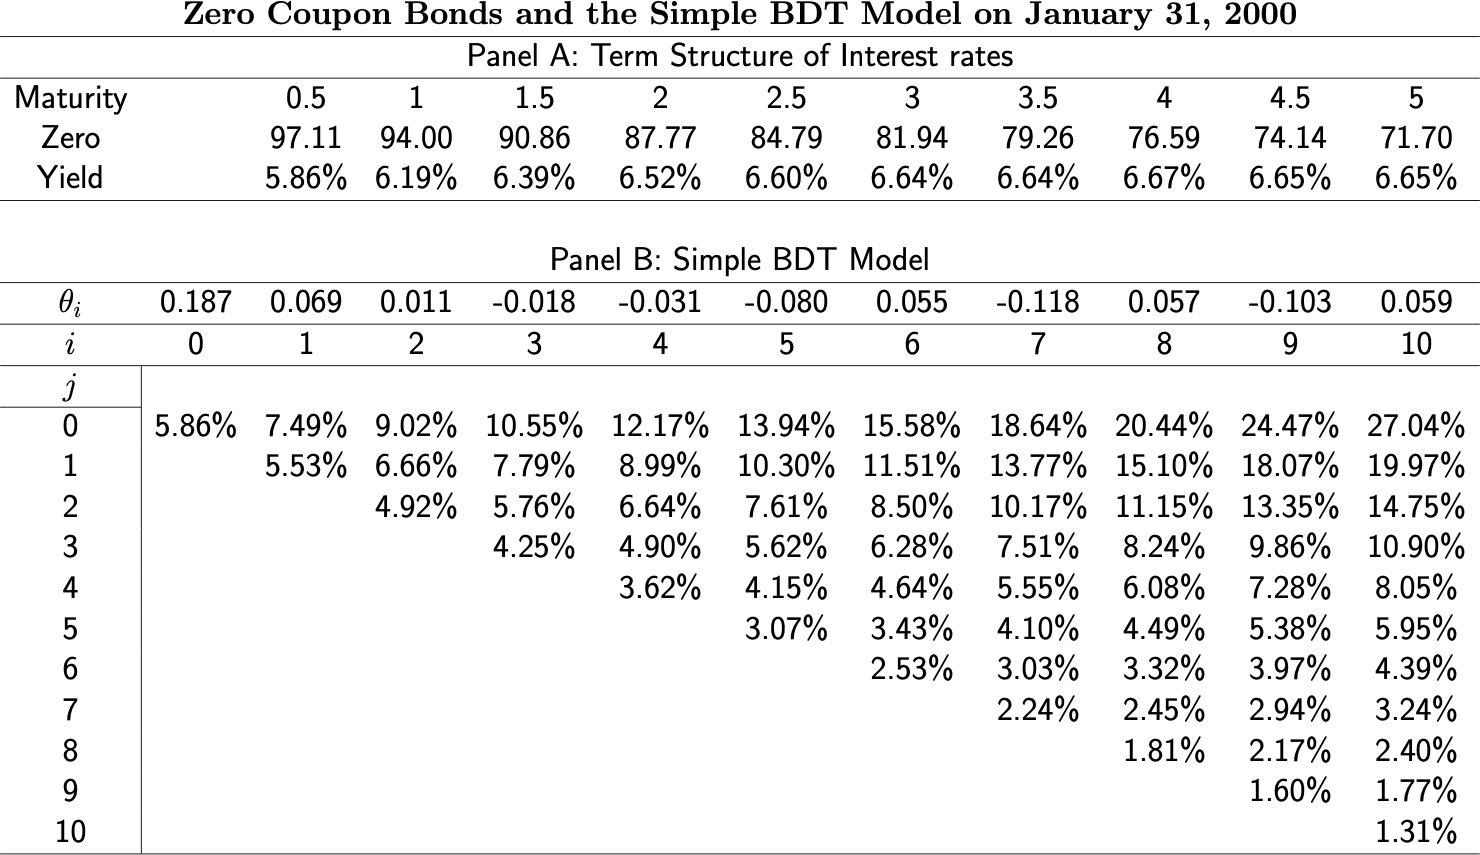 Zero Coupon Bonds and the Simple BDT Model on January 31, 2000
Panel A: Term Structure of Interest rates
Maturity 0.5 1 1.5 2 2.5 3 3.5 4 4.5 5
Zero 97.11 94.00 90.86 87.77 84.79 81.94 79.26 76.59 74.14 71.70
Yield 5.86% 6.19% 6.39% 6.52% 6.60% 6.64% 6.64% 6.67% 6.65% 6.65%
Panel B: Simple BDT Model
θi 0.187 0.069 0.011 -0.018 -0.031 -0.080 0.055 -0.118 0.057 -0.103 0.059
i 0 1 2 3 4 5 6 7 8 9 10
j
0 5.86% 7.49% 9.02% 10.55% 12.17% 13.94% 15.58% 18.64% 20.44% 24.47% 27.04%
1 5.53% 6.66% 7.79% 8.99% 10.30% 11.51% 13.77% 15.10% 18.07% 19.97%
2 4.92% 5.76% 6.64% 7.61% 8.50% 10.17% 11.15% 13.35% 14.75%
3 4.25% 4.90% 5.62% 6.28% 7.51% 8.24% 9.86% 10.90%
4 3.62% 4.15% 4.64% 5.55% 6.08% 7.28% 8.05%
5 3.07% 3.43% 4.10% 4.49% 5.38% 5.95%
6 2.53% 3.03% 3.32% 3.97% 4.39%
7 2.24% 2.45% 2.94% 3.24%
8 1.81% 2.17% 2.40%
9 1.60% 1.77%
10 1.31%